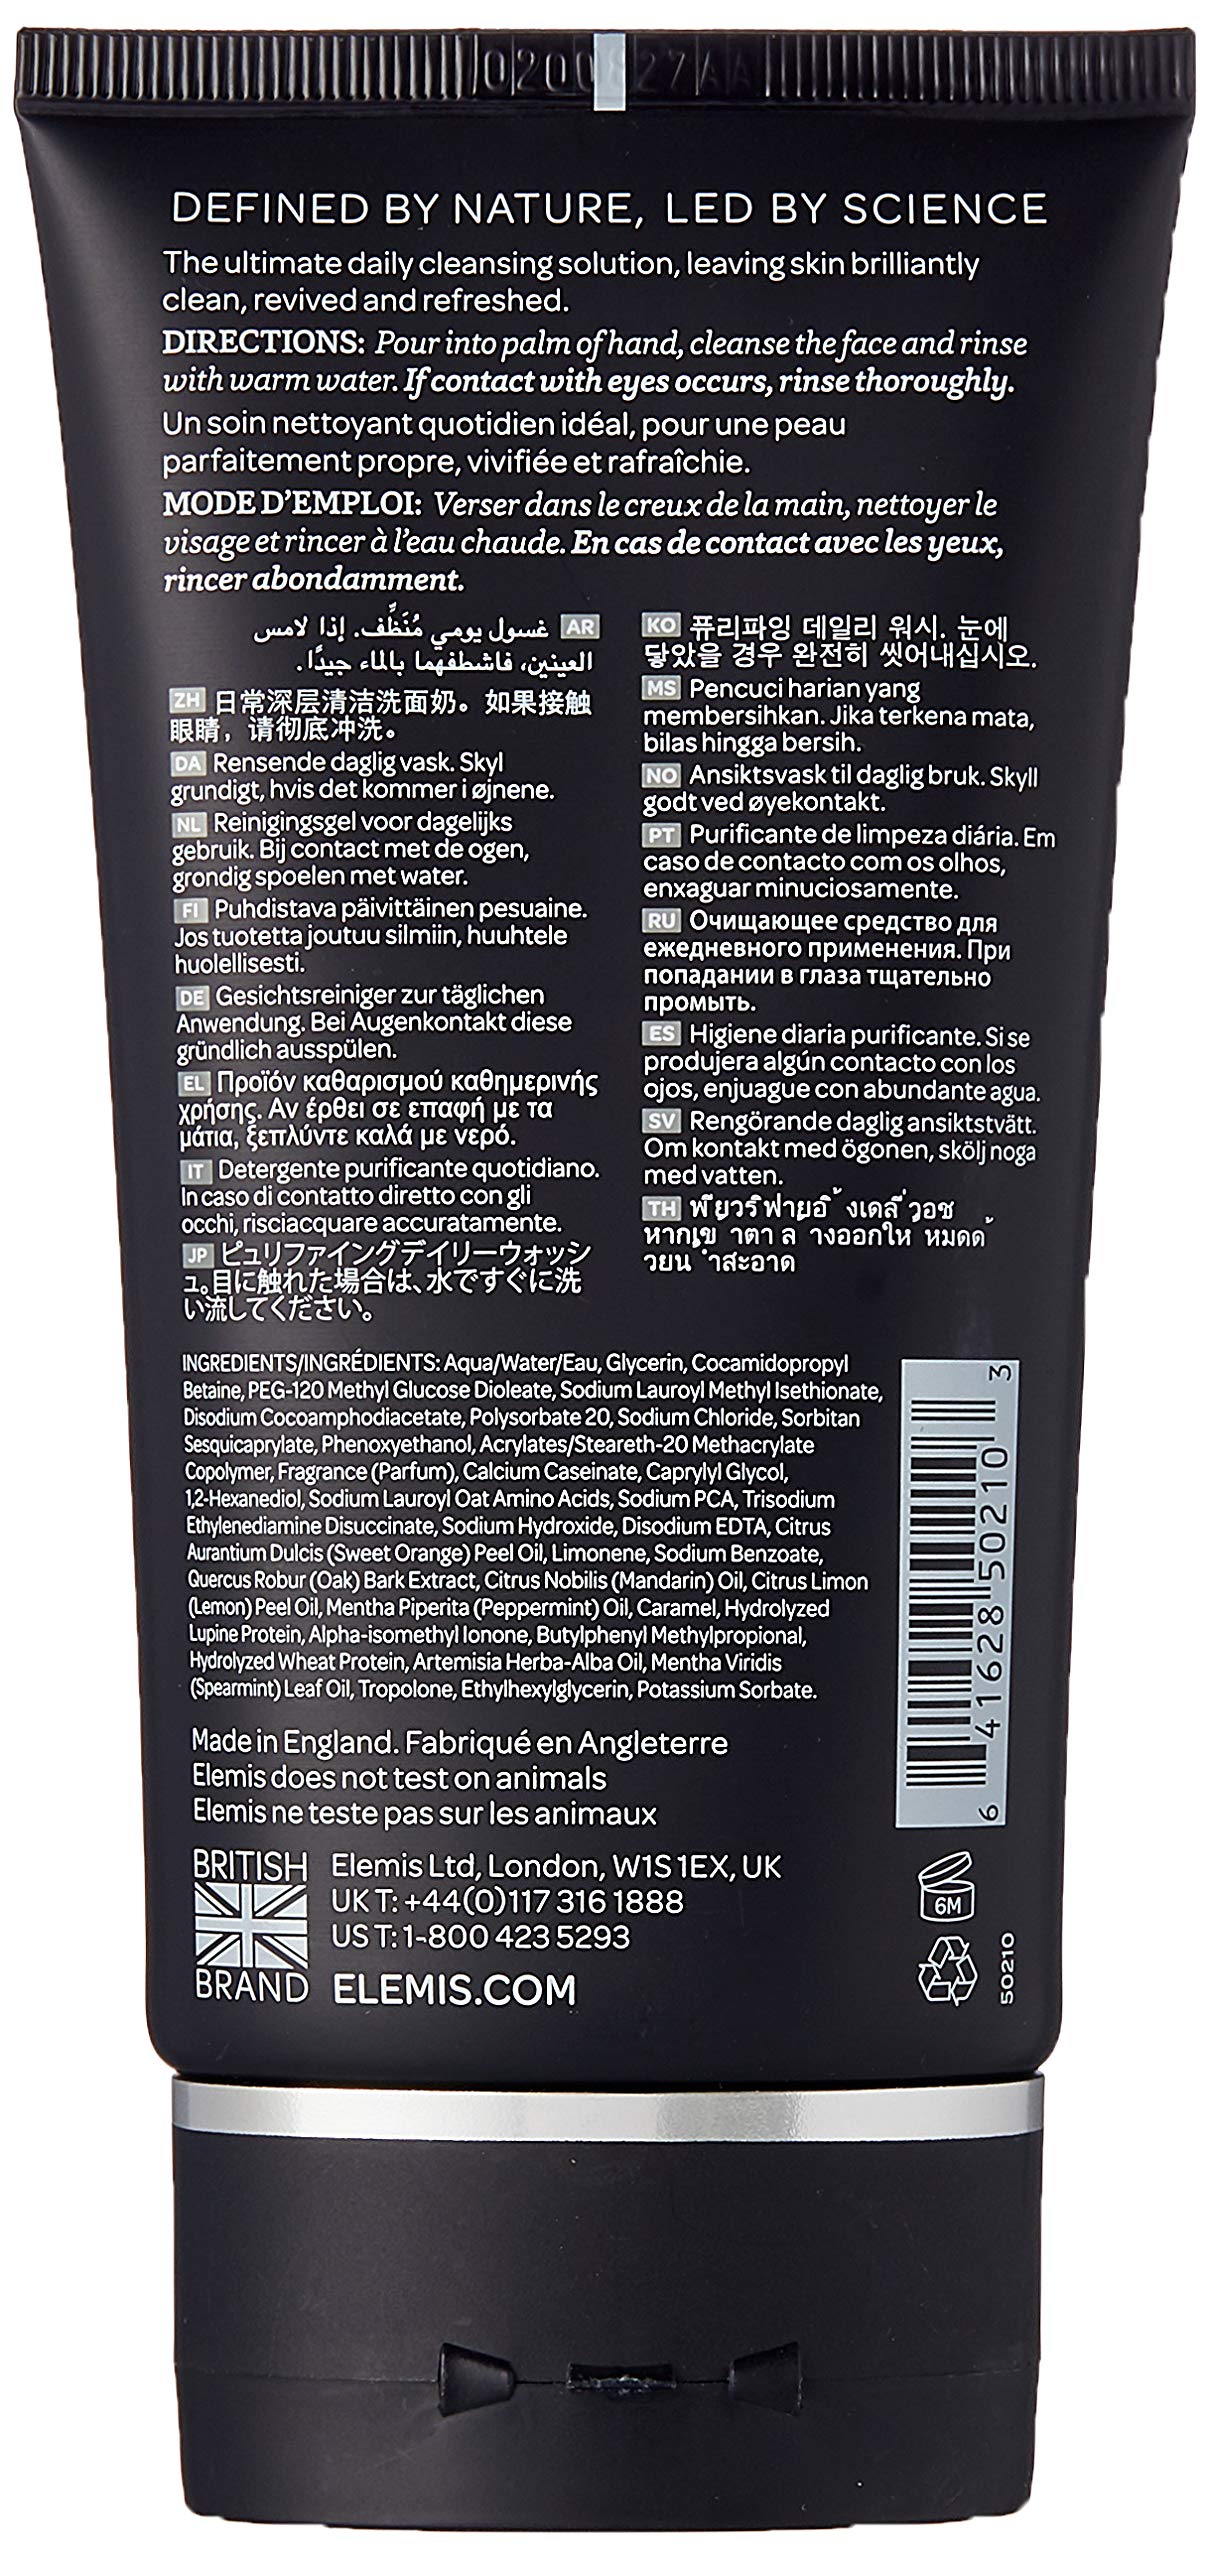 DEFINED BY NATURE, LED BY SCIENCE
The ultimate daily cleansing solution, leaving skin brilliantly
clean, revived and refreshed.
DIRECTIONS: Pour into palm of hand, cleanse the face and rinse
with warm water. If contact with eyes occurs, rinse thoroughly.
Un soin nettoyant quotidien idéal, pour une peau
parfaitement propre, vivifiée et rafraîchie.
MODE D'EMPLOI: Verser dans le creux de la main, nettoyer le
visage et rincer à l'eau chaude. En cas de contact avec les yeux,
rincer abondamment.
AR غسول يومي مُنَظِّف. إذا لامس
العينين، فاشطفهما بالماء جيدًا.
ZH 日常深层清洁洗面奶。如果接触
眼睛，请彻底冲洗。
DA Rensende daglig vask. Skyl
grundigt, hvis det kommer i øjnene.
NL Reinigingsgel voor dagelijks
gebruik. Bij contact met de ogen,
grondig spoelen met water.
FI Puhdistava päivittäinen pesuaine.
Jos tuotetta joutuu silmiin, huuhtele
huolellisesti.
DE Gesichtsreiniger zur täglichen
Anwendung. Bei Augenkontakt diese
gründlich ausspülen.
EL Προϊόν καθαρισμού καθημερινής
χρήσης. Αν έρθει σε επαφή με τα
μάτια, ξεπλύντε καλά με νερό.
IT Detergente purificante quotidiano.
In caso di contatto diretto con gli
occhi, risciacquare accuratamente.
JP ピュリファイングデイリーウォッシ
ュ。目に触れた場合は、水ですぐに洗
い流してください。
KO 퓨리파잉 데일리 워시. 눈에
닿았을 경우 완전히 씻어내십시오.
MS Pencuci harian yang
membersihkan. Jika terkena mata,
bilas hingga bersih.
NO Ansiktsvask til daglig bruk. Skyll
godt ved øyekontakt.
PT Purificante de limpeza diária. Em
caso de contacto com os olhos,
enxaguar minuciosamente.
RU Очищающее средство для
ежедневного применения. При
попадании в глаза тщательно
промыть.
ES Higiene diaria purificante. Si se
produjera algún contacto con los
ojos, enjuague con abundante agua.
SV Rengörande daglig ansiktstvätt.
Om kontakt med ögonen, skölj noga
med vatten.
TH
INGREDIENTS/INGRÉDIENTS: Aqua/Water/Eau, Glycerin, Cocamidopropyl
Betaine, PEG-120 Methyl Glucose Dioleate, Sodium Lauroyl Methyl Isethionate,
Disodium Cocoamphodiacetate, Polysorbate 20, Sodium Chloride, Sorbitan
Sesquicaprylate, Phenoxyethanol, Acrylates/Steareth-20 Methacrylate
Copolymer, Fragrance (Parfum), Calcium Caseinate, Caprylyl Glycol,
1,2-Hexanediol, Sodium Lauroyl Oat Amino Acids, Sodium PCA, Trisodium
Ethylenediamine Disuccinate, Sodium Hydroxide, Disodium EDTA, Citrus
Aurantium Dulcis (Sweet Orange) Peel Oil, Limonene, Sodium Benzoate,
Quercus Robur (Oak) Bark Extract, Citrus Nobilis (Mandarin) Oil, Citrus Limon
(Lemon) Peel Oil, Mentha Piperita (Peppermint) Oil, Caramel, Hydrolyzed
Lupine Protein, Alpha-isomethyl Ionone, Butylphenyl Methylpropional,
Hydrolyzed Wheat Protein, Artemisia Herba-Alba Oil, Mentha Viridis
(Spearmint) Leaf Oil, Tropolone, Ethylhexylglycerin, Potassium Sorbate.
6 41628 50210 3
Made in England. Fabriqué en Angleterre
Elemis does not test on animals
Elemis ne teste pas sur les animaux
BRITISH
BRAND
Elemis Ltd, London, W1S 1EX, UK
UK T: +44(0)117 316 1888
US T: 1-800 423 5293
ELEMIS.COM
6M
50210